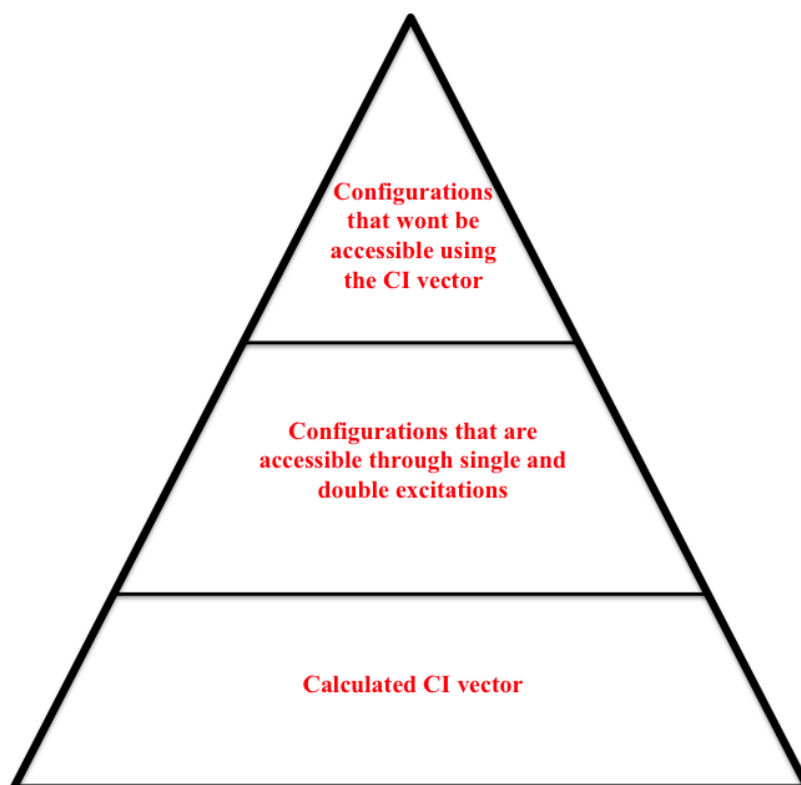 Configurations
that wont be
accessible using
the CI vector
Configurations that are
accessible through single and
double excitations
Calculated CI vector